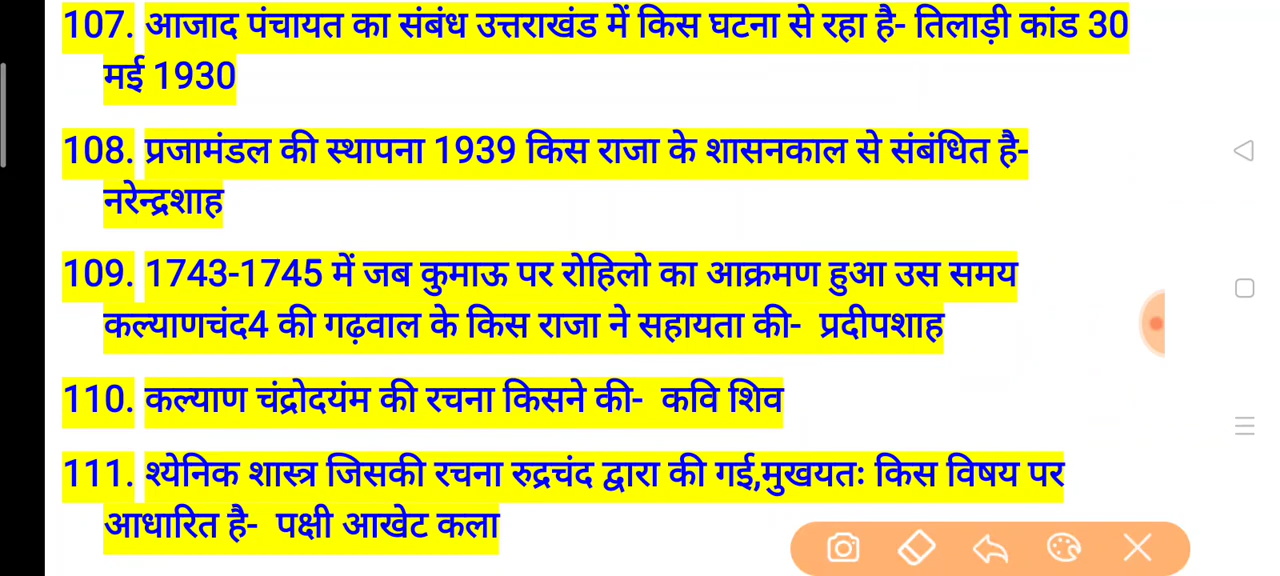 107. आजाद पंचायत का संबंध उत्तराखंड में किस घटना से रहा है- तिलाड़ी कांड 30
मई 1930
108. प्रजामंडल की स्थापना 1939 किस राजा के शासनकाल से संबंधित है-
नरेन्द्रशाह
109. 1743-1745 में जब कुमाऊ पर रोहिलो का आक्रमण हुआ उस समय
कल्याणचंद4 की गढ़वाल के किस राजा ने सहायता की- प्रदीपशाह
110. कल्याण चंद्रोदयंम की रचना किसने की- कवि शिव
111. श्येनिक शास्त्र जिसकी रचना रुद्रचंद द्वारा की गई,मुखयतः किस विषय पर
आधारित है- पक्षी आखेट कला